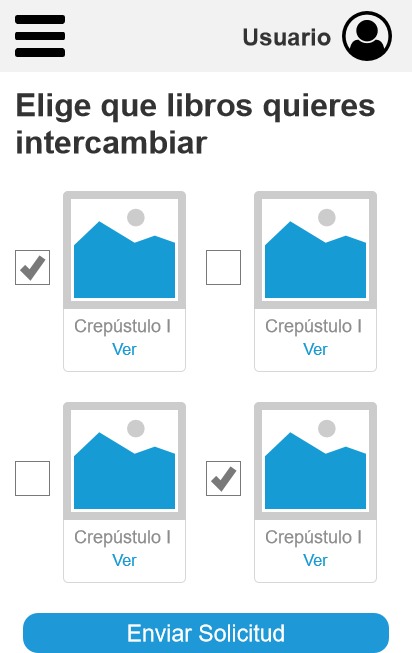 Usuario
Elige que libros quieres
intercambiar
Crepústulo I
Ver
Crepústulo I
Ver
Crepústulo I
Ver
Crepústulo I
Ver
Enviar Solicitud